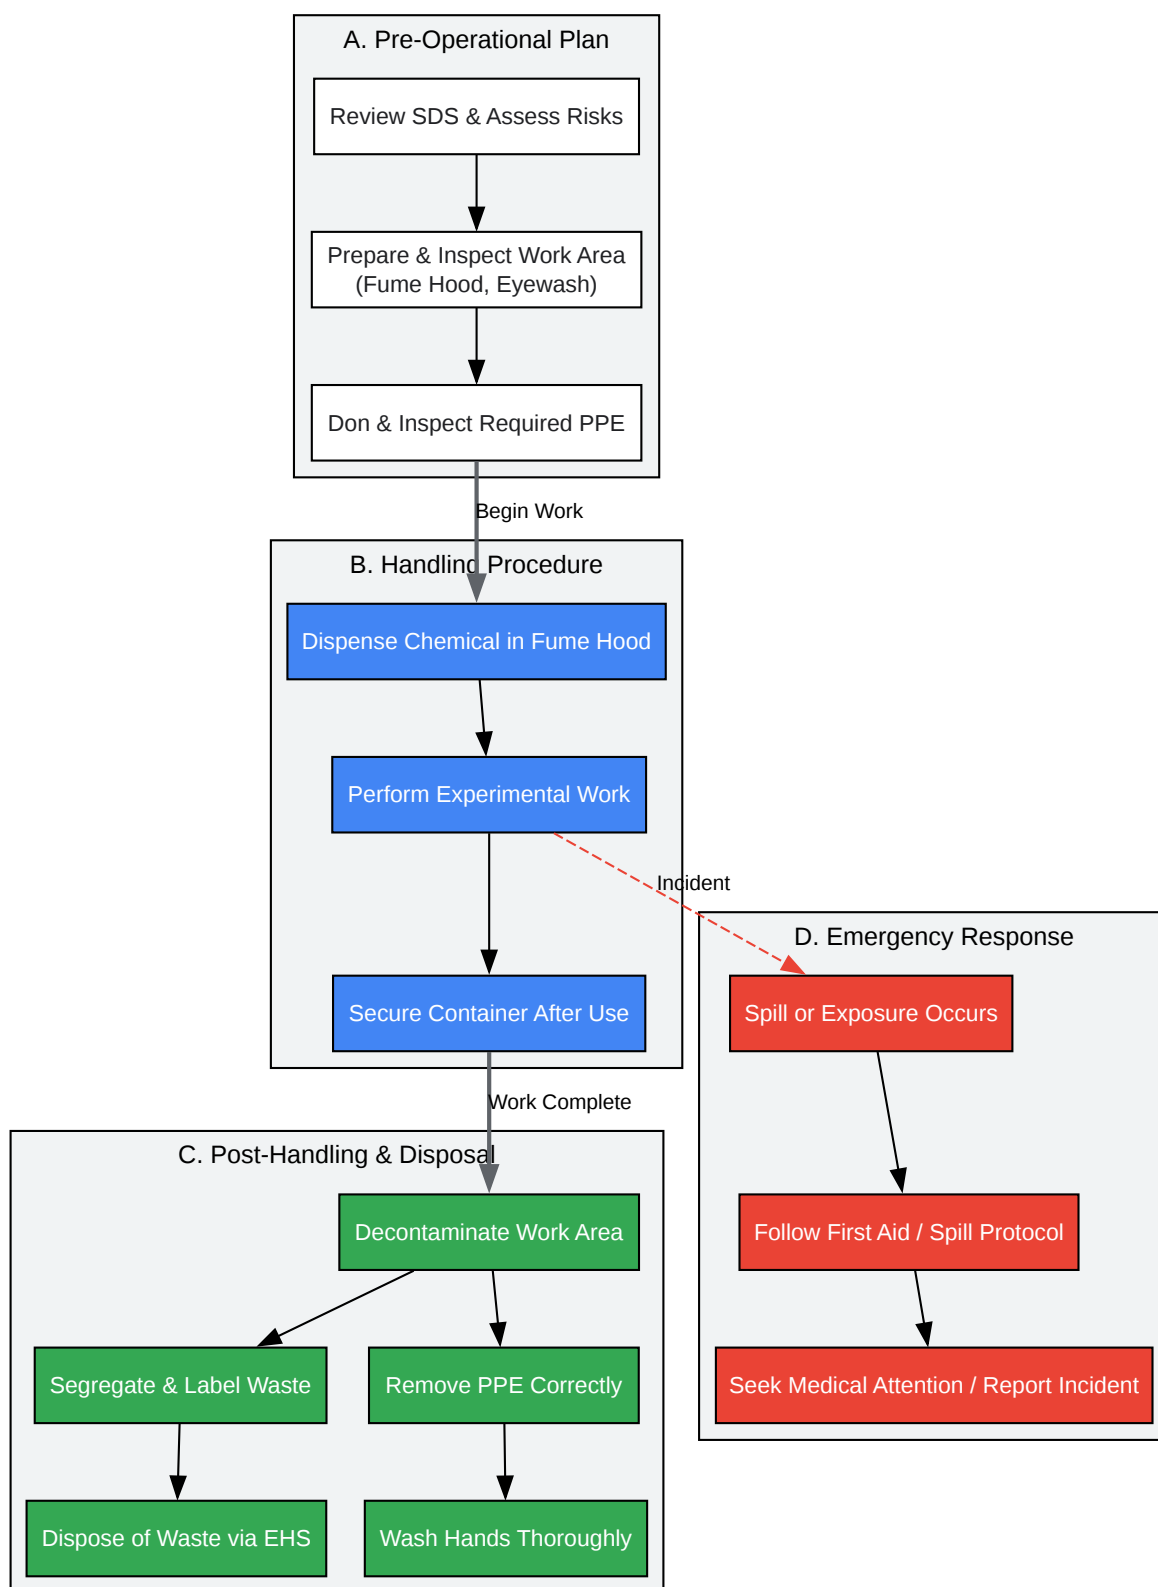 A. Pre-Operational Plan
Review SDS & Assess Risks
Prepare & Inspect Work Area
(Fume Hood, Eyewash)
Don & Inspect Required PPE
Begin Work
B. Handling Procedure
Dispense Chemical in Fume Hood
Perform Experimental Work
Incident
D. Emergency Response
Secure Container After Use
Spill or Exposure Occurs
Work Complete
C. Post-Handling & Disposal
Decontaminate Work Area
Follow First Aid / Spill Protocol
Segregate & Label Waste
Remove PPE Correctly
Seek Medical Attention / Report Incident
Dispose of Waste via EHS
Wash Hands Thoroughly